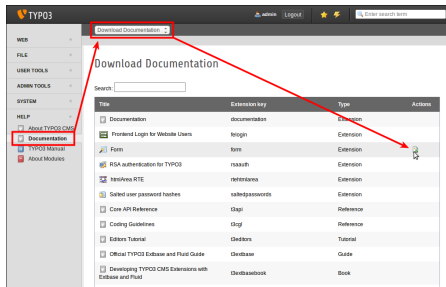 TYPO3
admin
Logout
Enter search term
Download Documentation
WEB
FILE
USER TOOLS
ADMIN TOOLS
SYSTEM
HELP
About TYPO3 CMS
Documentation
TYPO3 Manual
About Modules
Download Documentation
Search:
Title Extension key Type Actions
Documentation documentation Extension
Frontend Login for Website Users felogin Extension
Form form Extension
RSA authentication for TYPO3 rsaauth Extension
htmlArea RTE rtehtmlarea Extension
Salted user password hashes saltedpasswords Extension
Core API Reference t3api Reference
Coding Guidelines t3cgl Reference
Editors Tutorial t3editors Tutorial
Official TYPO3 Extbase and Fluid Guide t3extbase Guide
Developing TYPO3 CMS Extensions with
Extbase and Fluid t3extbasebook Book